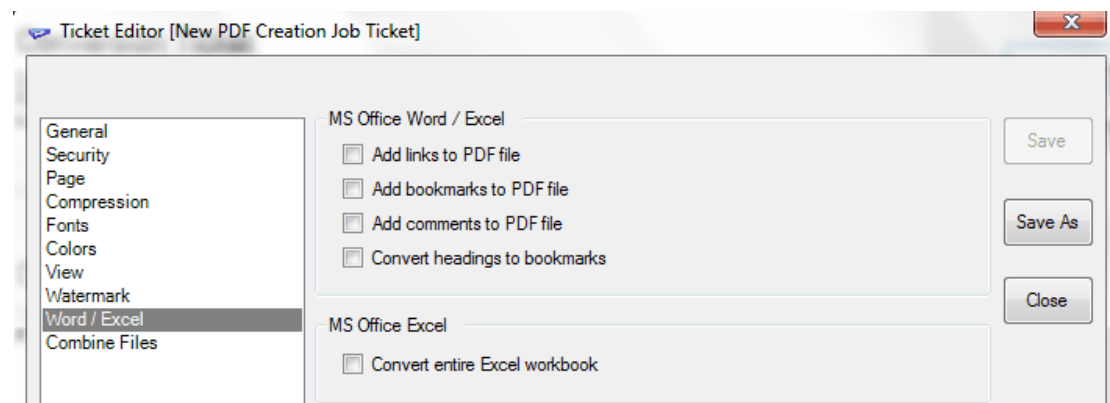 Ticket Editor [New PDF Creation Job Ticket]
General
Security
Page
Compression
Fonts
Colors
View
Watermark
Word / Excel
Combine Files
MS Office Word / Excel
Add links to PDF file
Add bookmarks to PDF file
Add comments to PDF file
Convert headings to bookmarks
MS Office Excel
Convert entire Excel workbook
Save
Save As
Close